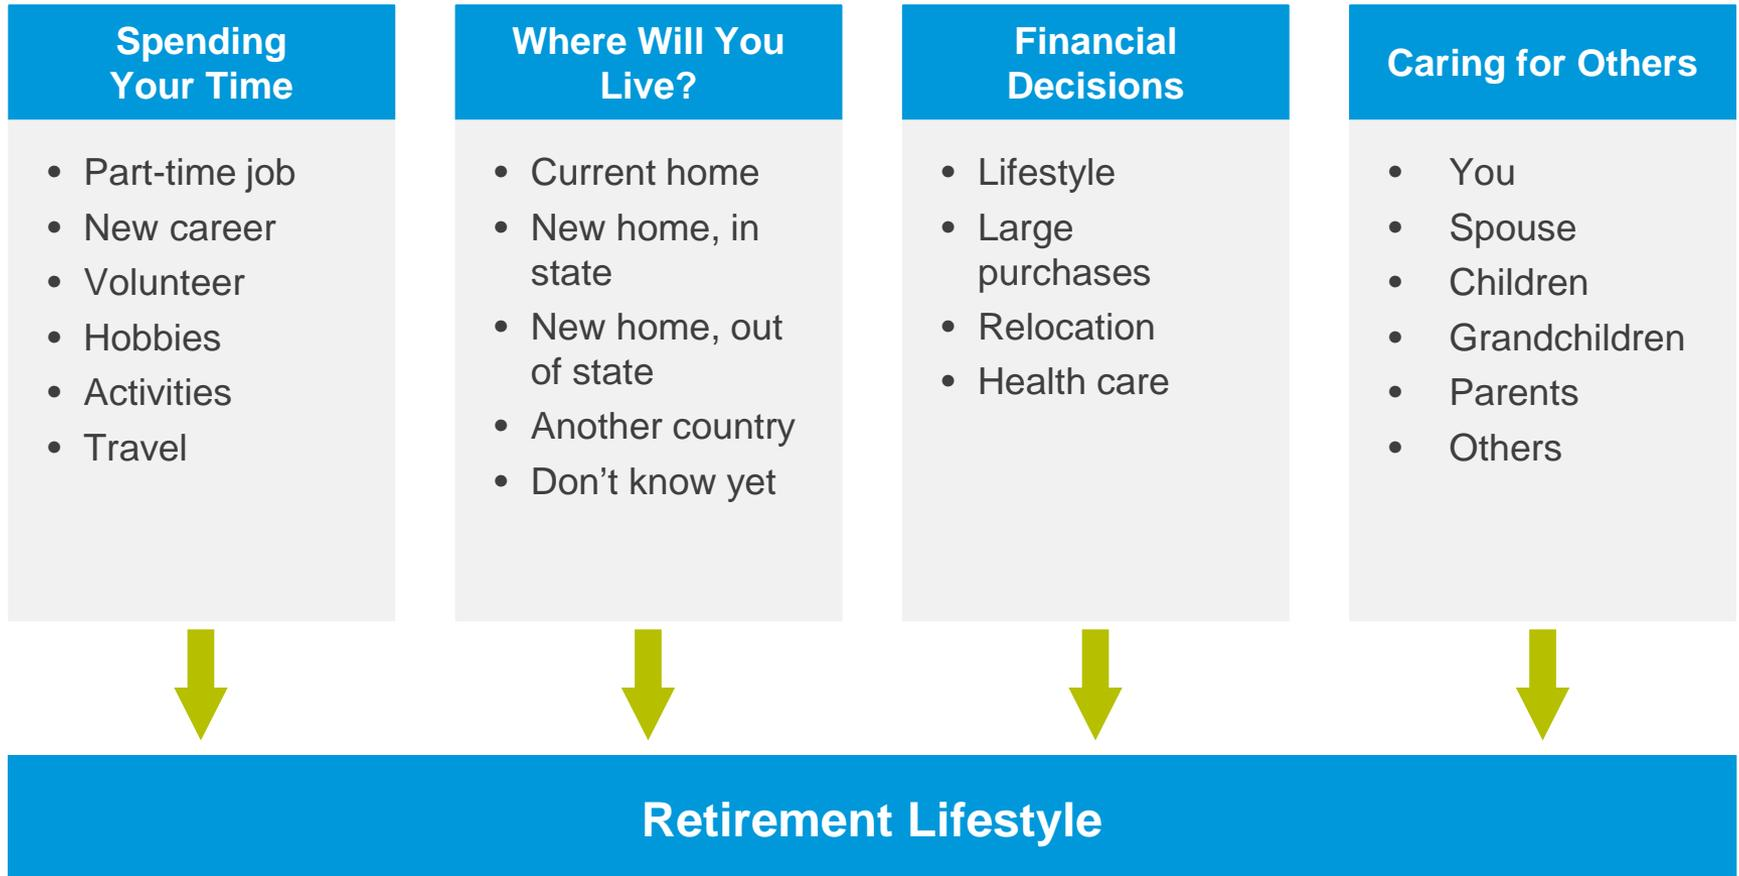 Spending
Your Time
• Part-time job
• New career
• Volunteer
• Hobbies
• Activities
• Travel
Where Will You
Live?
• Current home
• New home, in
state
• New home, out
of state
• Another country
• Don’t know yet
Financial
Decisions
• Lifestyle
• Large
purchases
• Relocation
• Health care
Caring for Others
• You
• Spouse
• Children
• Grandchildren
• Parents
• Others
Retirement Lifestyle